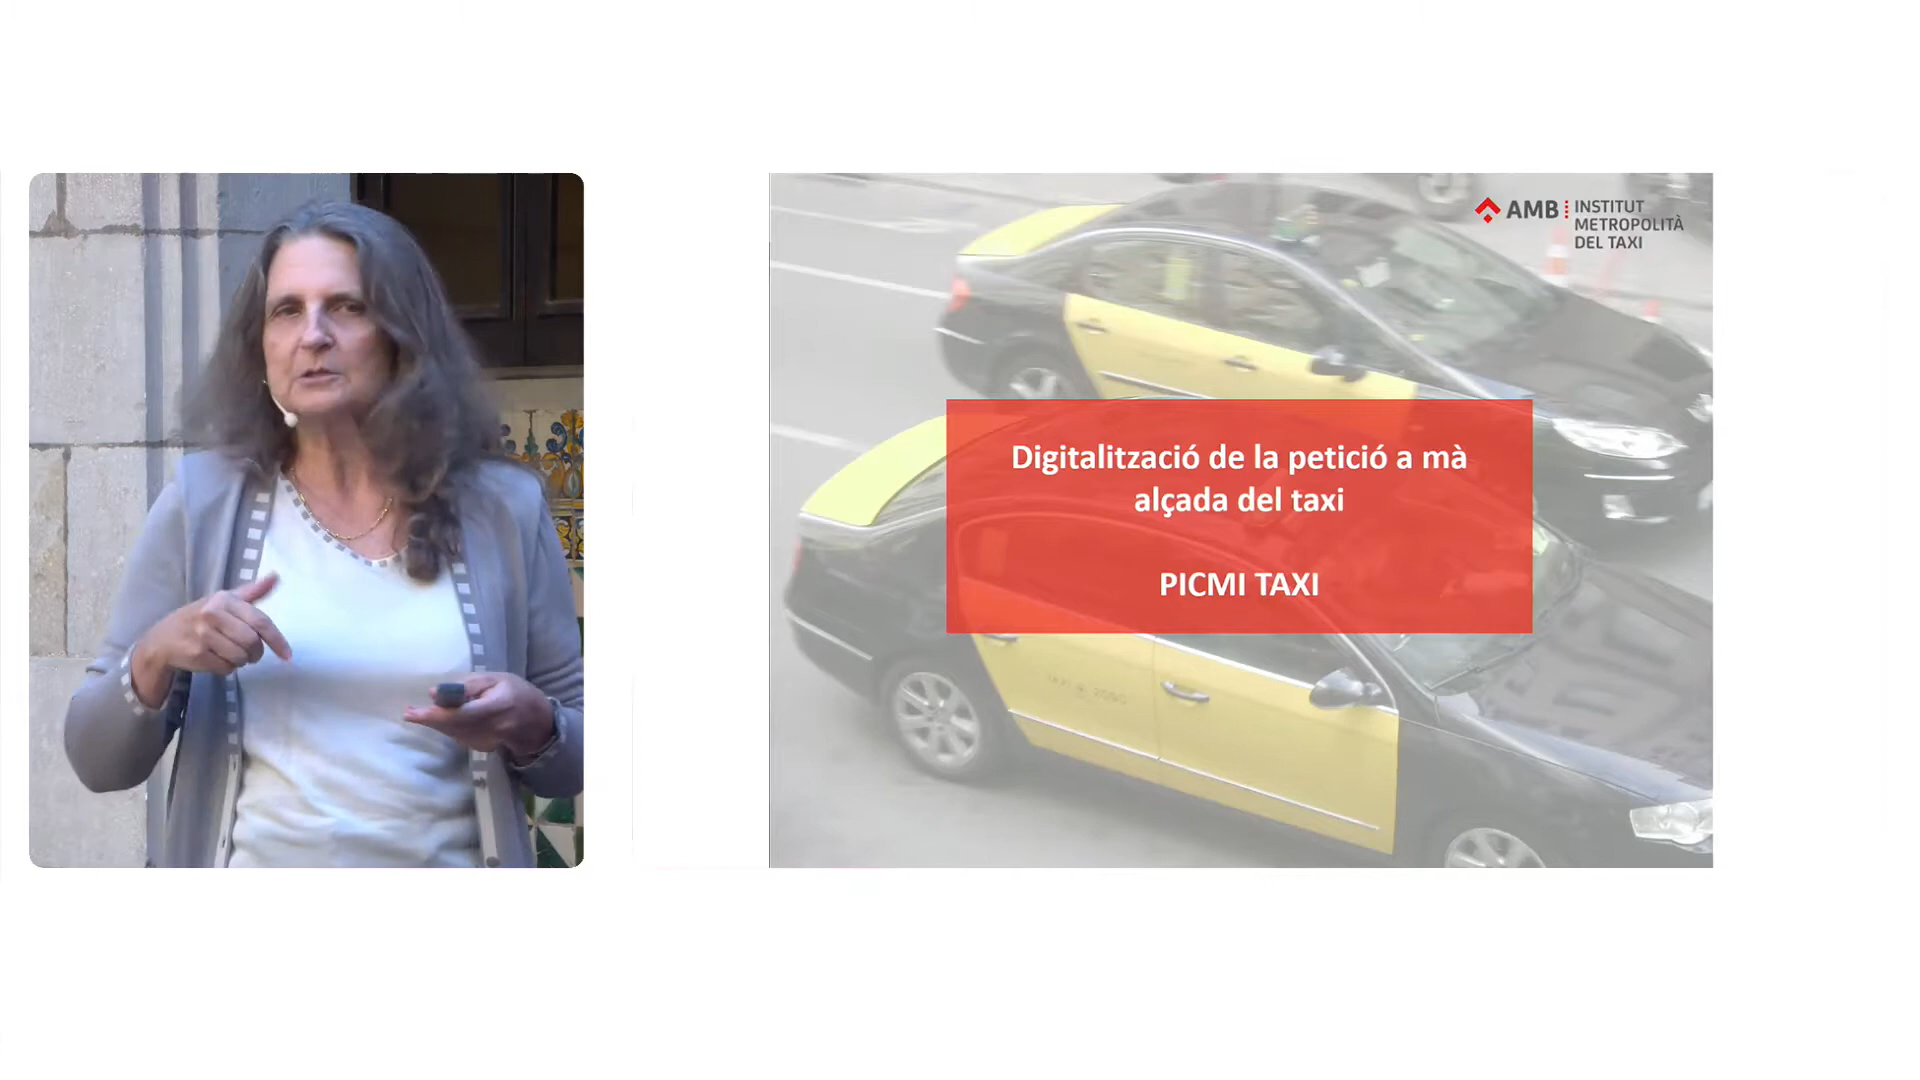 AMB INSTITUT
METROPOLITÀ
DEL TAXI
Digitalització de la petició a mà
alçada del taxi
PICMI TAXI